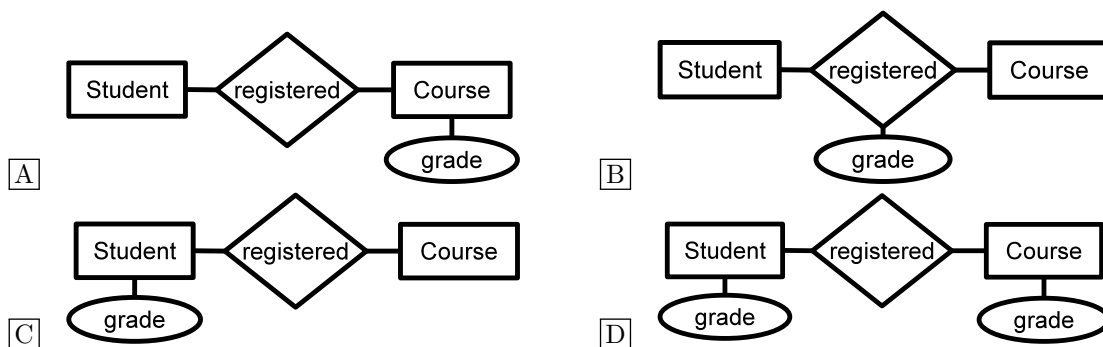 Student registered Course
grade
A
Student registered Course
grade
B
Student registered Course
grade
C
Student registered Course
grade grade
D